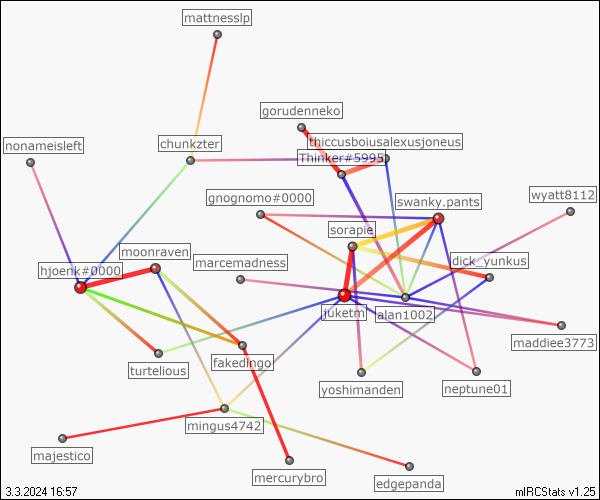 mattnesslp
gorudenneko
nonameisleft
chunkzter
thiccusboiusalexusjoneus
Thinker#5995
gnognomo#0000
swanky.pants
wyatt8112
sorapie
moonraven
hjoenk#0000
marcemadness
dick_yunkus
juketm
alan1002
maddiee3773
turtelious
fakedingo
yoshimanden
neptune01
mingus4742
majestico
mercurybro
edgepanda
3.3.2024 16:57
mIRCStats v1.25